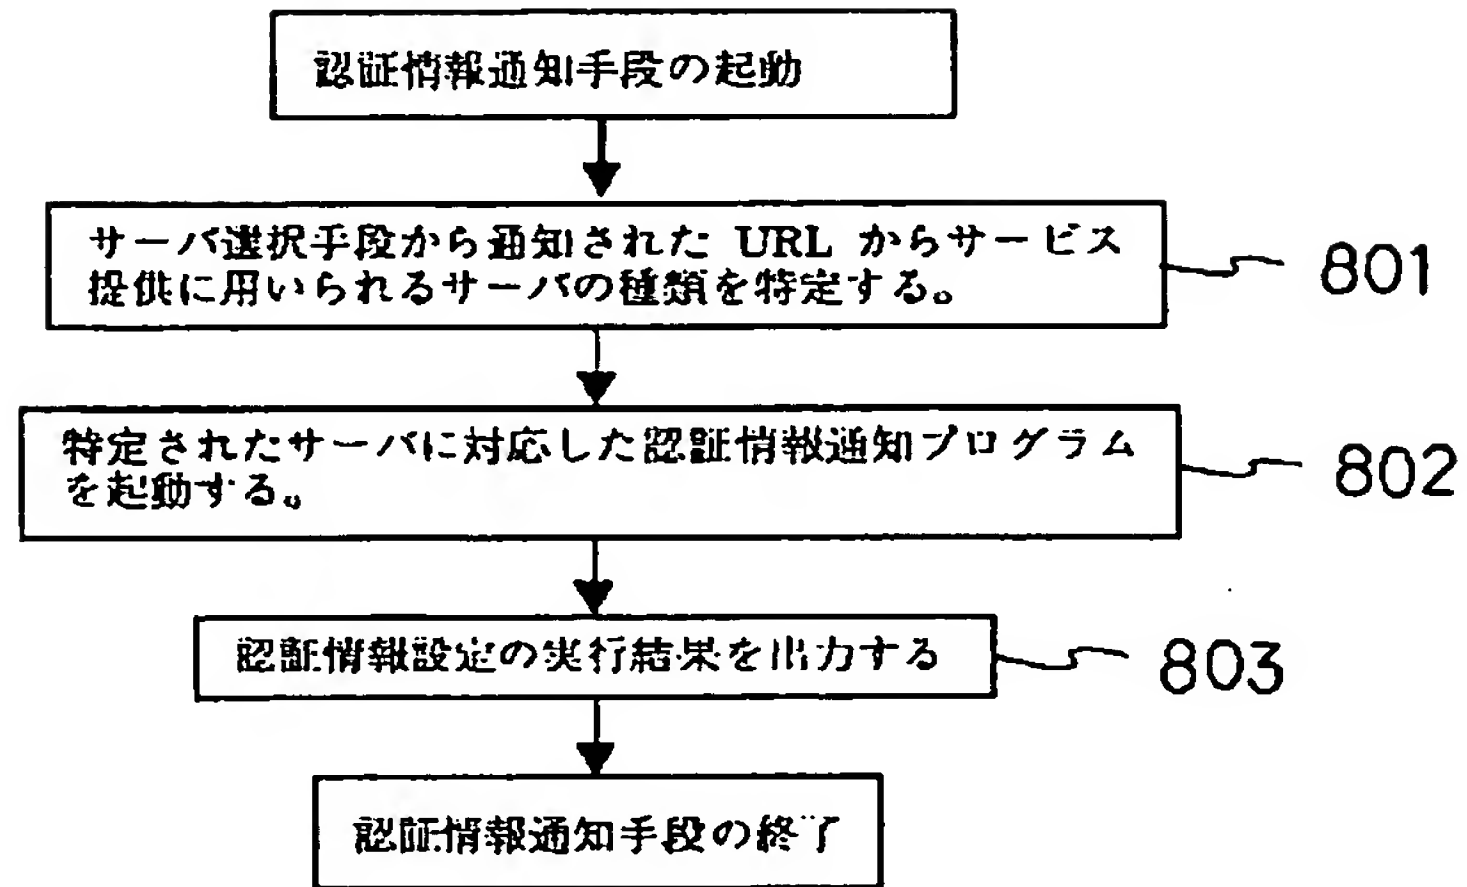 認証情報通知手段の起動
サーバ選択手段から通知された URL からサービス
提供に用いられるサーバの種類を特定する。
801
特定されたサーバに対応した認証情報通知プログラム
を起動する。
802
認証情報設定の実行結果を出力する
803
認証情報通知手段の終了